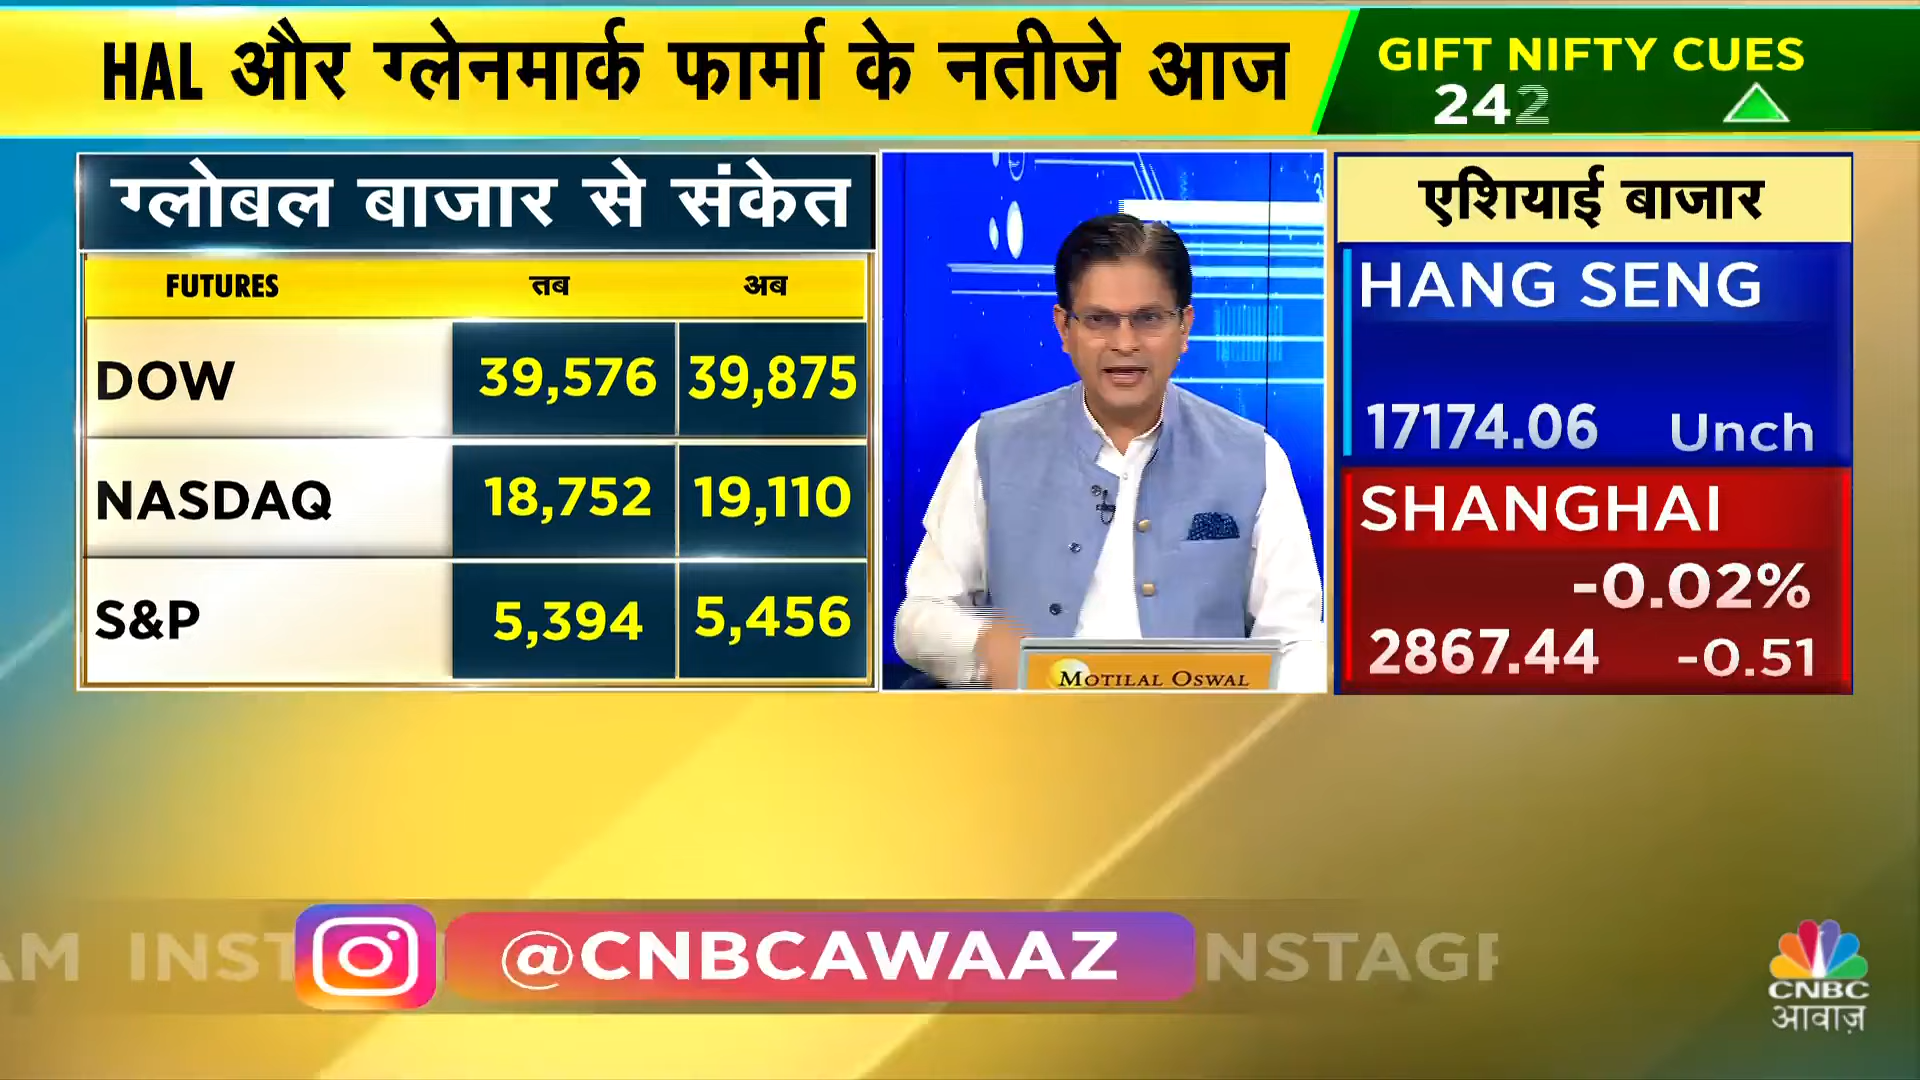 HAL और ग्लेनमार्क फार्मा के नतीजे आज
GIFT NIFTY CUES
242
ग्लोबल बाजार से संकेत
FUTURES तब अब
DOW 39,576 39,875
NASDAQ 18,752 19,110
S&P 5,394 5,456
MOTILAL OSWAL
एशियाई बाजार
HANG SENG
17174.06 Unch
SHANGHAI
-0.02%
2867.44 -0.51
@CNBCAWAAZ
CNBC
आवाज़